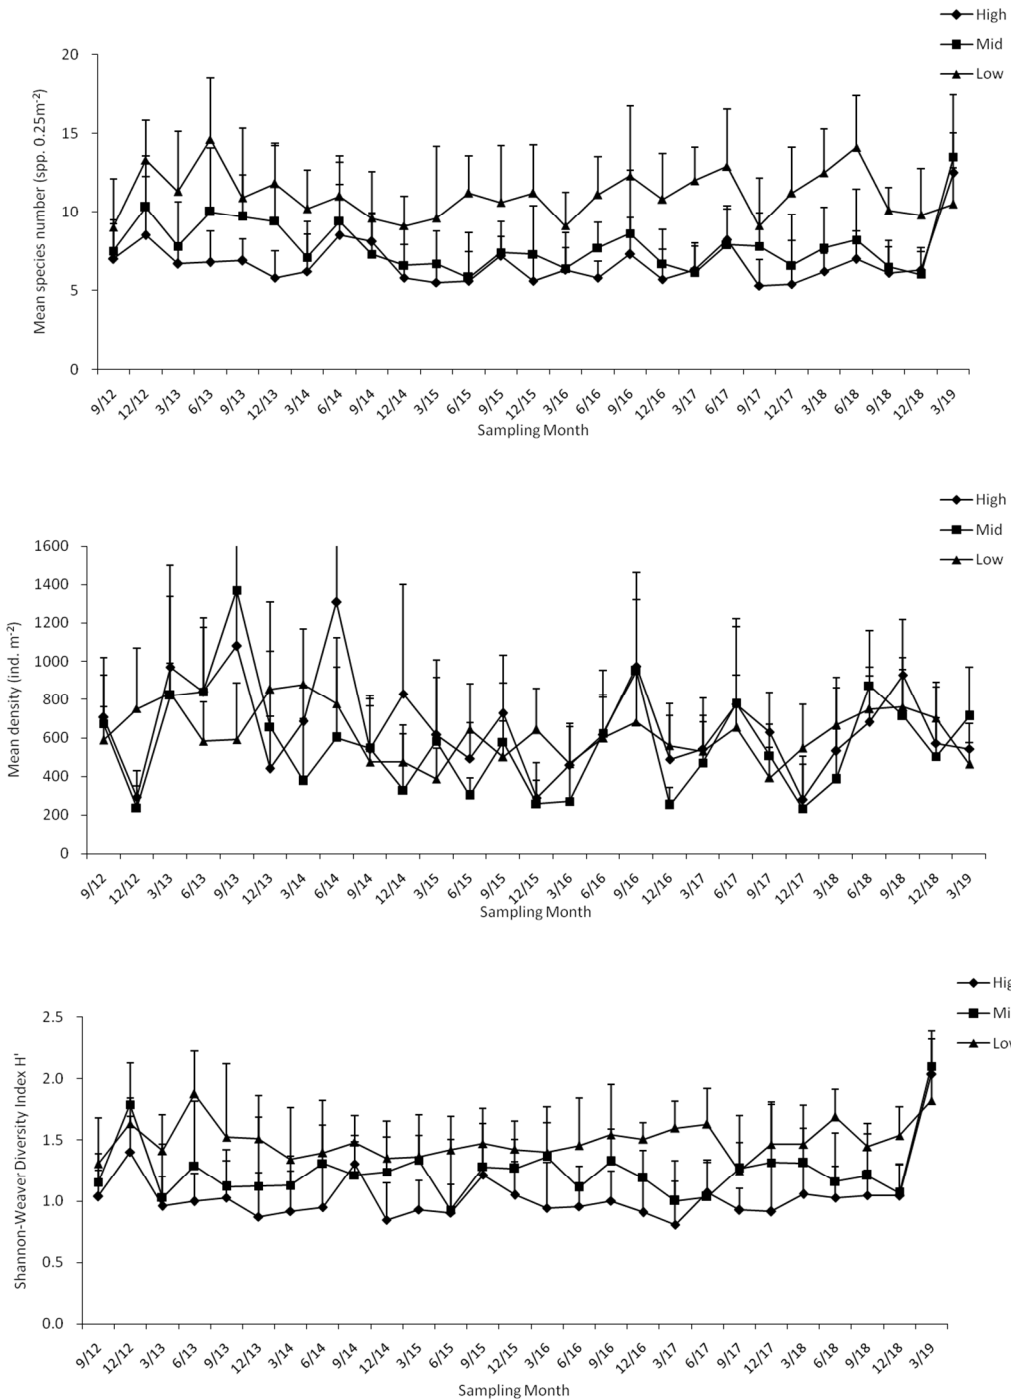 High
Mid
Low
Mean species number (spp. 0.25m-2)
20
15
10
5
0
9/12 12/12 3/13 6/13 9/13 12/13 3/14 6/14 9/14 12/14 3/15 6/15 9/15 12/15 3/16 6/16 9/16 12/16 3/17 6/17 9/17 12/17 3/18 6/18 9/18 12/18 3/19
Sampling Month
High
Mid
Low
Mean density (ind. m-2)
1600
1400
1200
1000
800
600
400
200
0
9/12 12/12 3/13 6/13 9/13 12/13 3/14 6/14 9/14 12/14 3/15 6/15 9/15 12/15 3/16 6/16 9/16 12/16 3/17 6/17 9/17 12/17 3/18 6/18 9/18 12/18 3/19
Sampling Month
Hig
Mi
Lov
Shannon-Weaver Diversity Index H'
2.5
2.0
1.5
1.0
0.5
0.0
9/12 12/12 3/13 6/13 9/13 12/13 3/14 6/14 9/14 12/14 3/15 6/15 9/15 12/15 3/16 6/16 9/16 12/16 3/17 6/17 9/17 12/17 3/18 6/18 9/18 12/18 3/19
Sampling Month